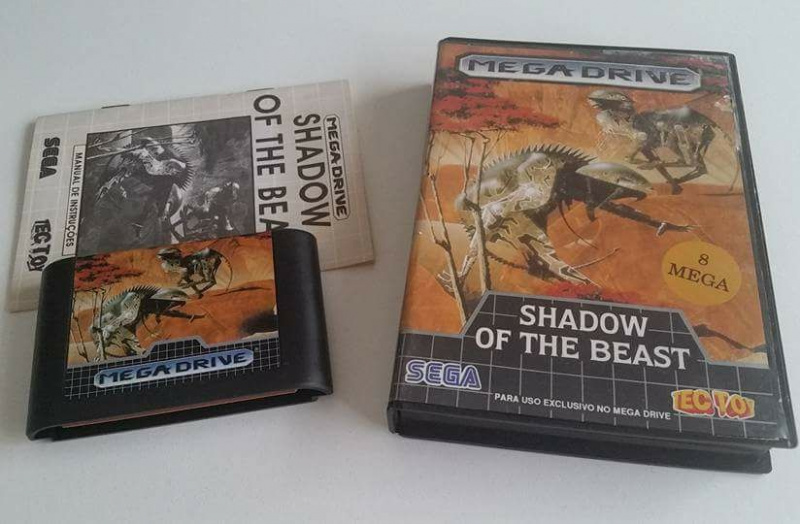 MEGA-DRIVE
SHADOW
OF THE BEA
MANUAL DE INSTRUÇÕES
SEGA
TEC TOY
MEGA-DRIVE
MEGA-DRIVE
8
MEGA
SHADOW
OF THE BEAST
SEGA
PARA USO EXCLUSIVO NO MEGA DRIVE
TEC TOY